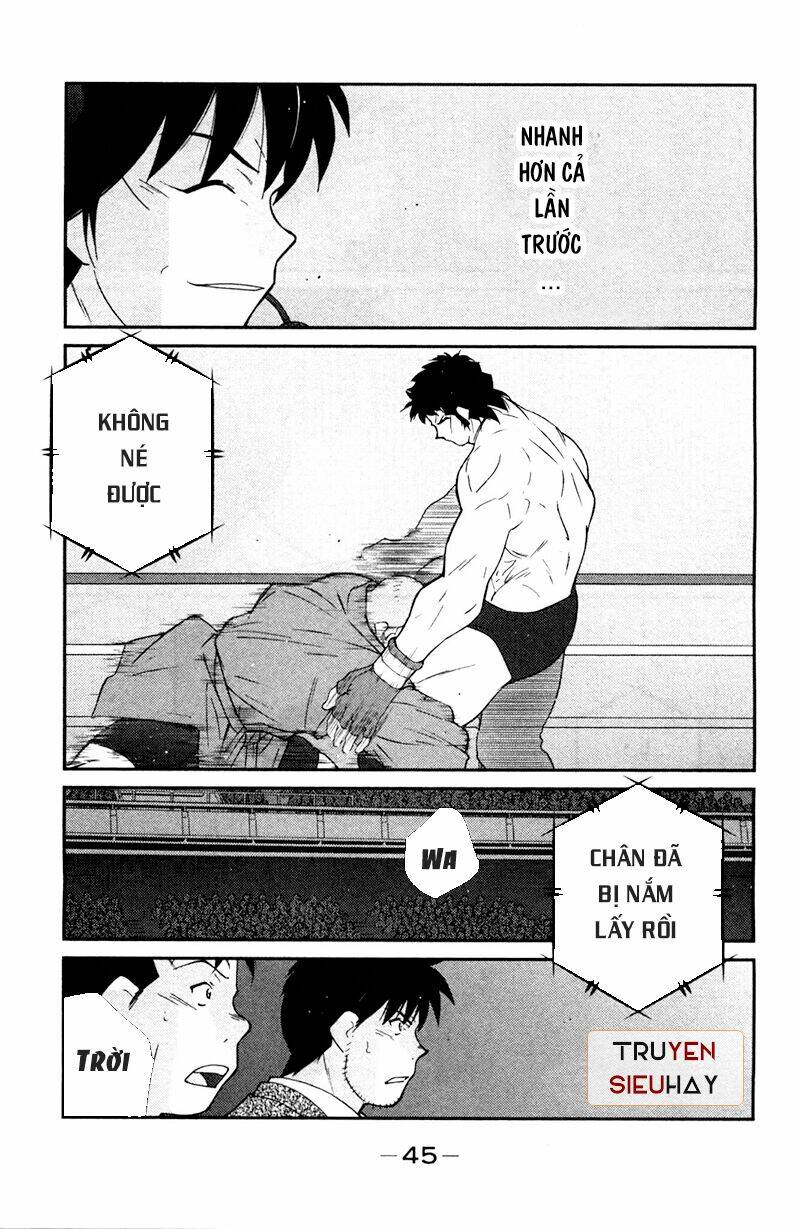 NHANH
HƠN CẢ
LẦN
TRƯỚC
...
KHÔNG
NÉ
ĐƯỢC
WA
CHÂN ĐÃ
BỊ NẮM
LẤY RỒI
TRỜI
TRUYEN
SIEUHAY
—45—